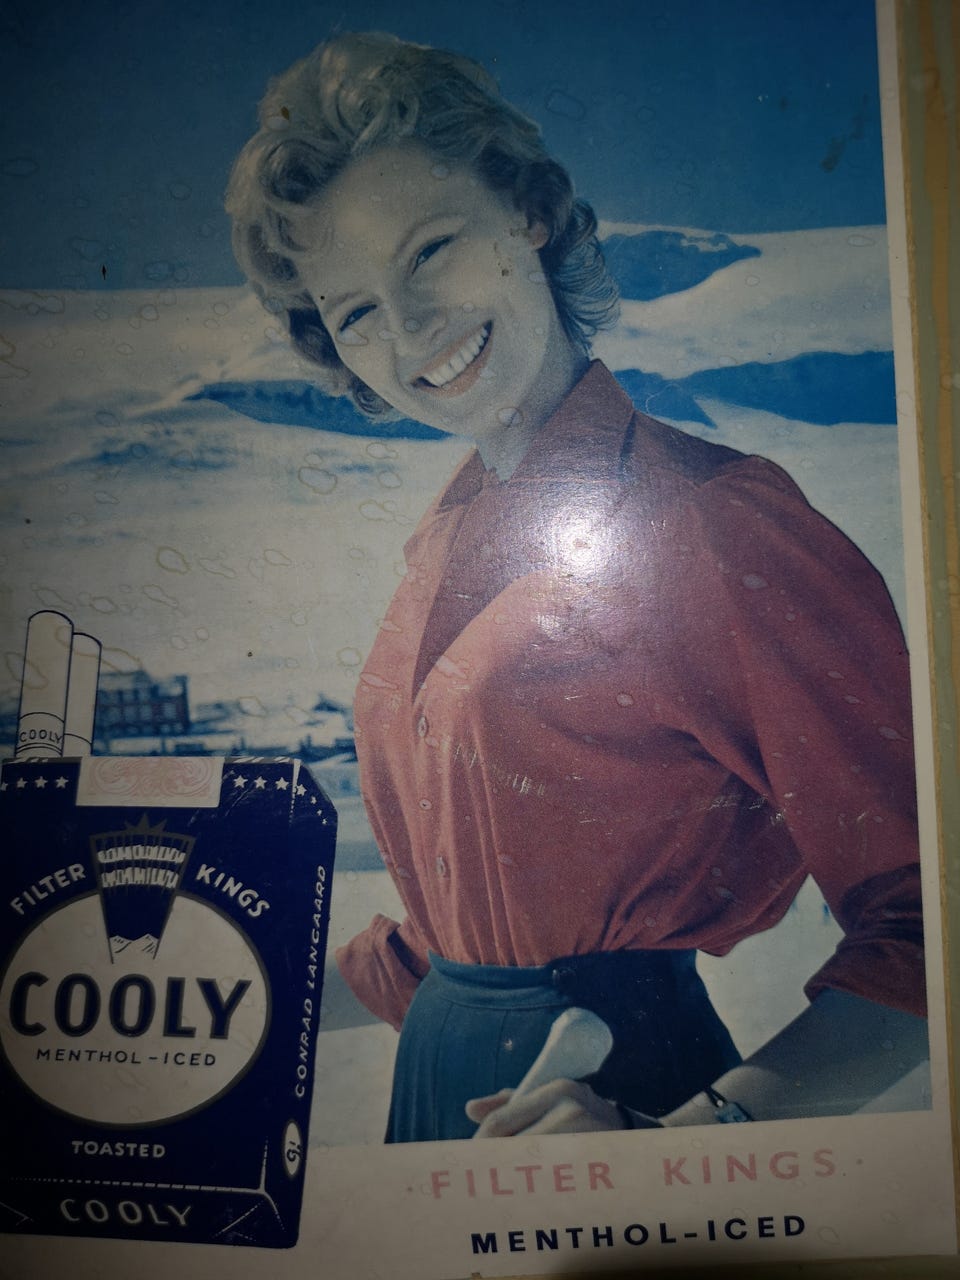 COOLY
FILTER KINGS
COOLY
MENTHOL-ICED
TOASTED
COOLY
CONRAD LANGAARD
FILTER KINGS
MENTHOL-ICED